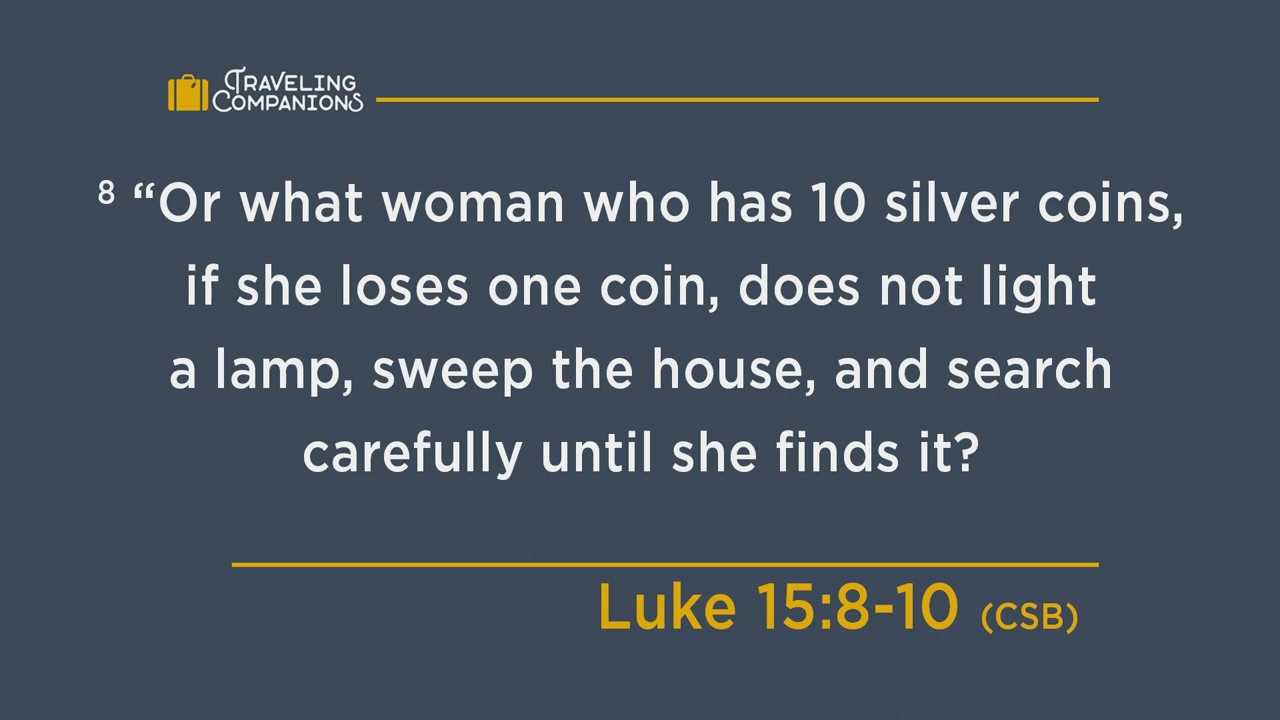 TRAVELING
COMPANIONS
8 “Or what woman who has 10 silver coins,
if she loses one coin, does not light
a lamp, sweep the house, and search
carefully until she finds it?
Luke 15:8-10 (CSB)